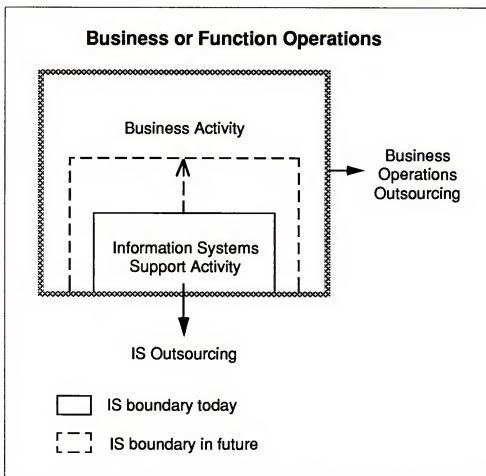 Business or Function Operations
Business Activity
Business
Operations
Outsourcing
Information Systems
Support Activity
IS Outsourcing
IS boundary today
IS boundary in future